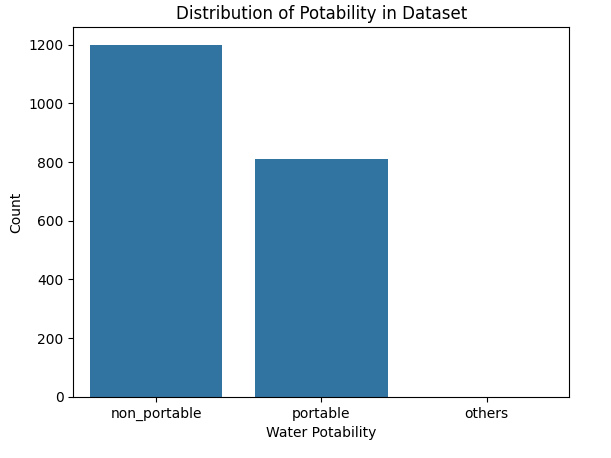 Distribution of Potability in Dataset
1200
1000
800
600
400
200
0
Count
non_portable portable others
Water Potability